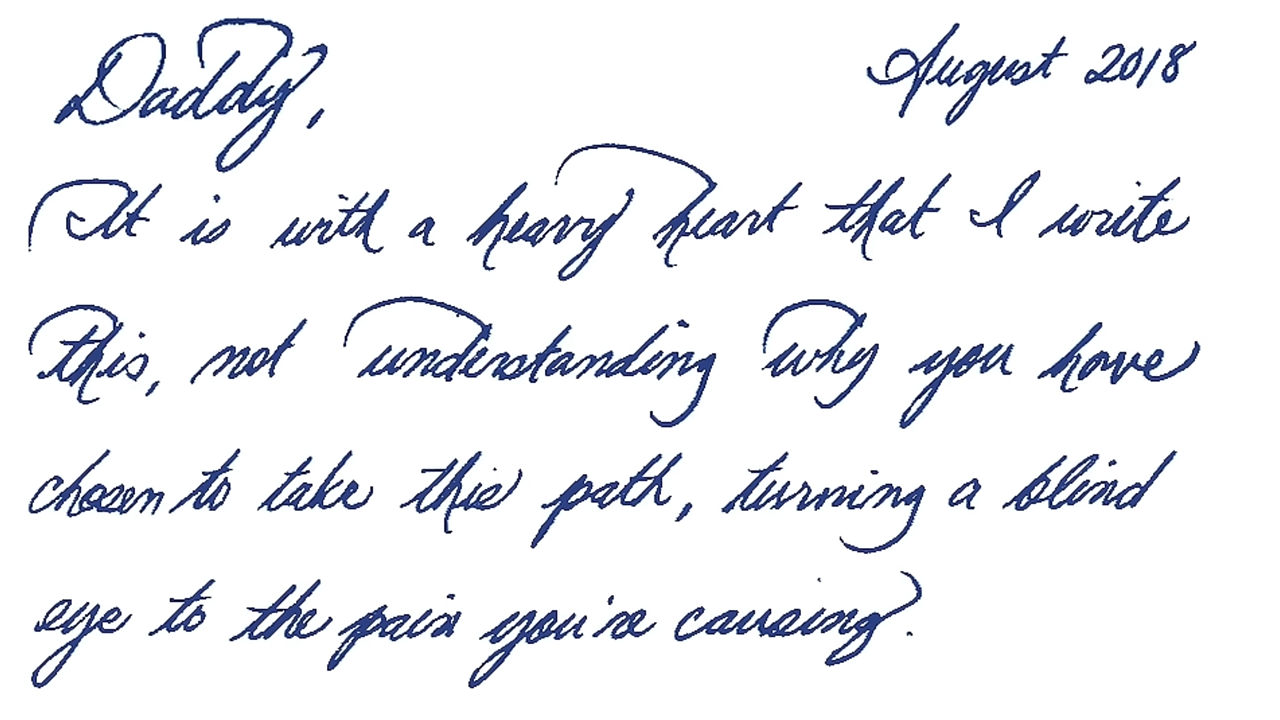 Daddy, August 2018
It is with a heavy heart that I write
this, not understanding why you have
chosen to take this path, turning a blind
eye to the pain you're causing.